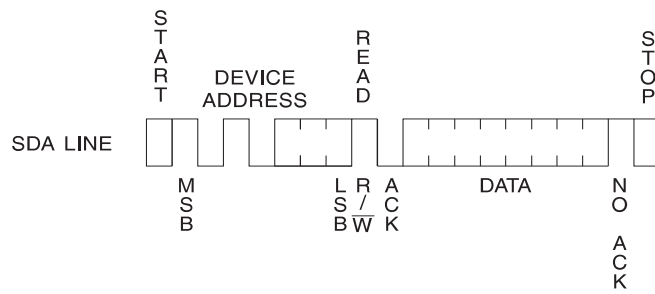 START
DEVICE
ADDRESS
READ
STOP
SDA LINE
MSB
LSB
R/W̅
ACK
DATA
NO ACK